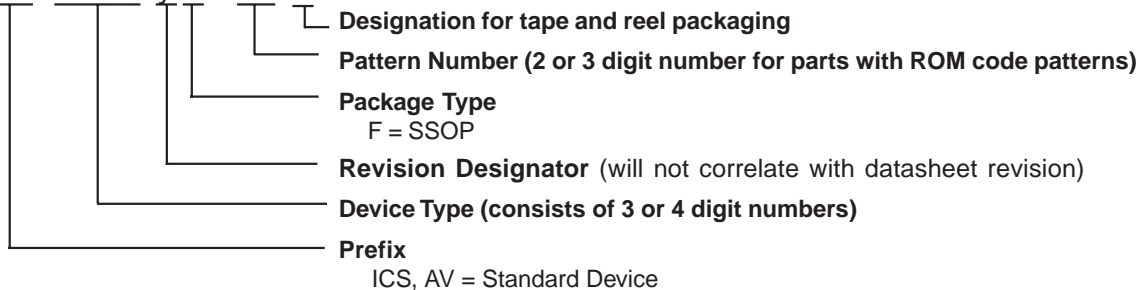 Designation for tape and reel packaging
Pattern Number (2 or 3 digit number for parts with ROM code patterns)
Package Type
F = SSOP
Revision Designator (will not correlate with datasheet revision)
Device Type (consists of 3 or 4 digit numbers)
Prefix
ICS, AV = Standard Device